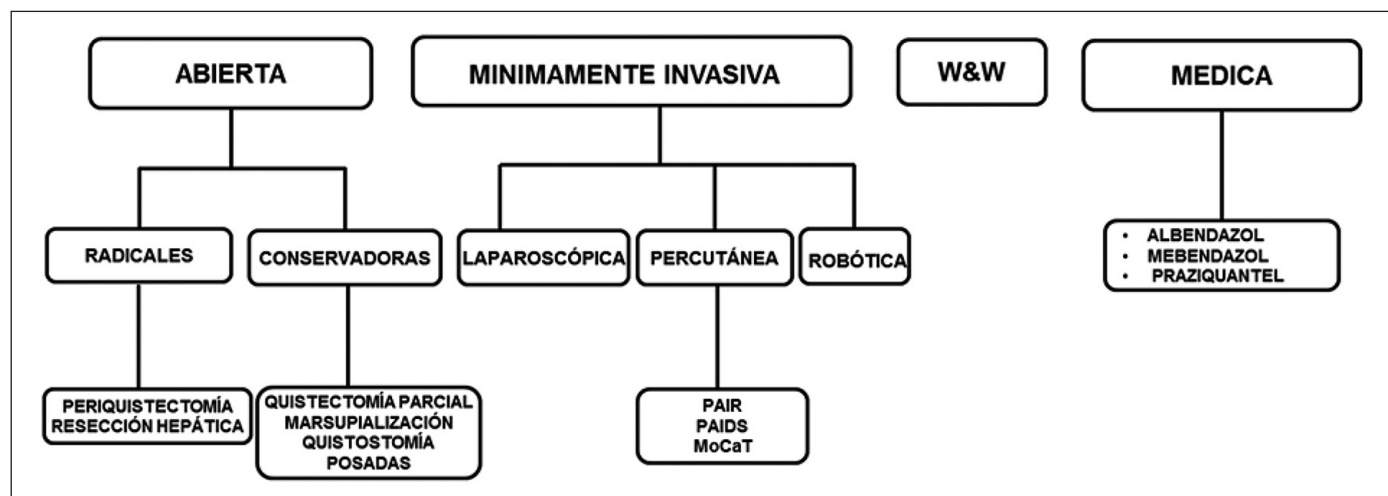 ABIERTA
MINIMAMENTE INVASIVA
W&W
MEDICA
RADICALES
CONSERVADORAS
LAPAROSCÓPICA
PERCUTÁNEA
ROBÓTICA
• ALBENDAZOL
• MEBENDAZOL
• PRAZIQUANTEL
PERIQUISTECTOMÍA
RESECCIÓN HEPÁTICA
QUISTECTOMÍA PARCIAL
MARSUPIALIZACIÓN
QUISTOSTOMÍA
POSADAS
PAIR
PAIDS
MoCaT